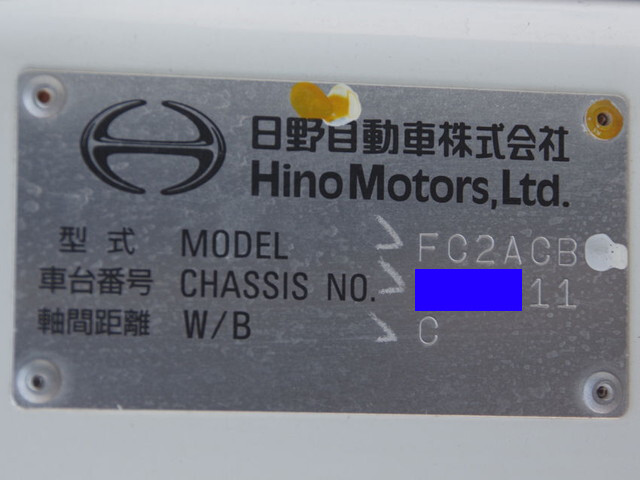 日野自動車株式会社
Hino Motors, Ltd.
型式 MODEL FC2ACB
車台番号 CHASSIS NO. 11
軸間距離 W/B C